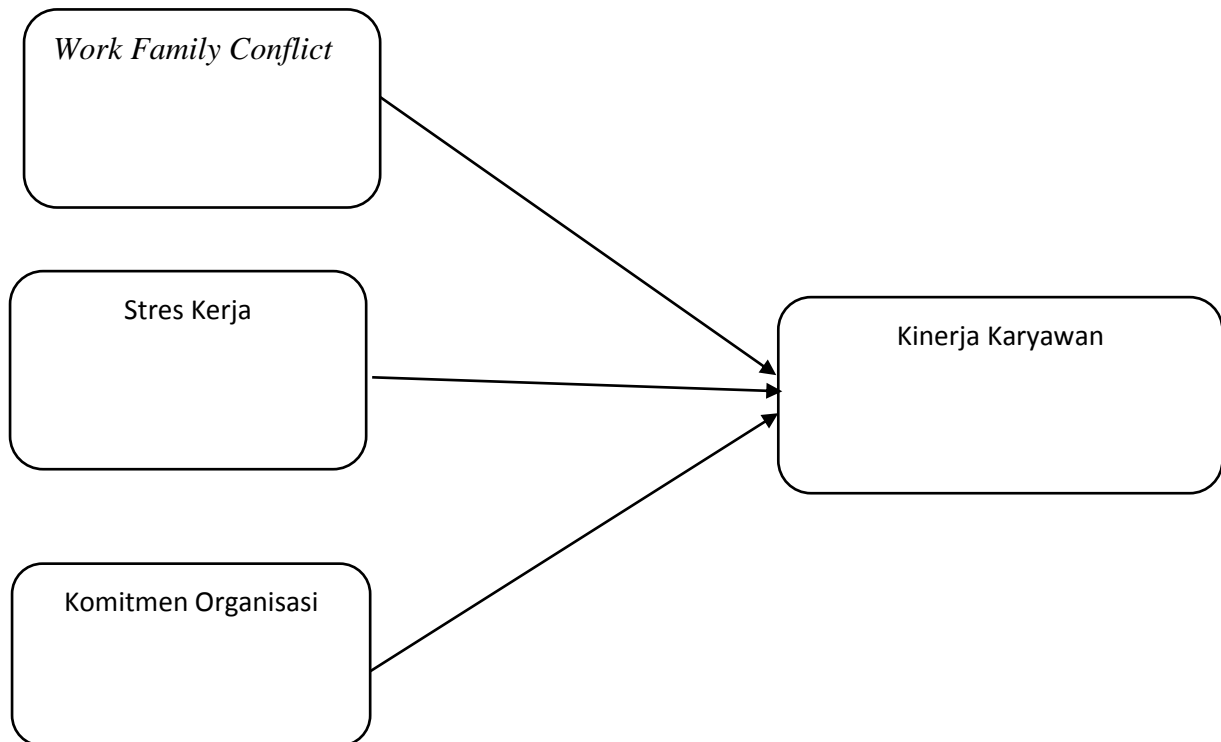 Work Family Conflict
Stres Kerja
Kinerja Karyawan
Komitmen Organisasi